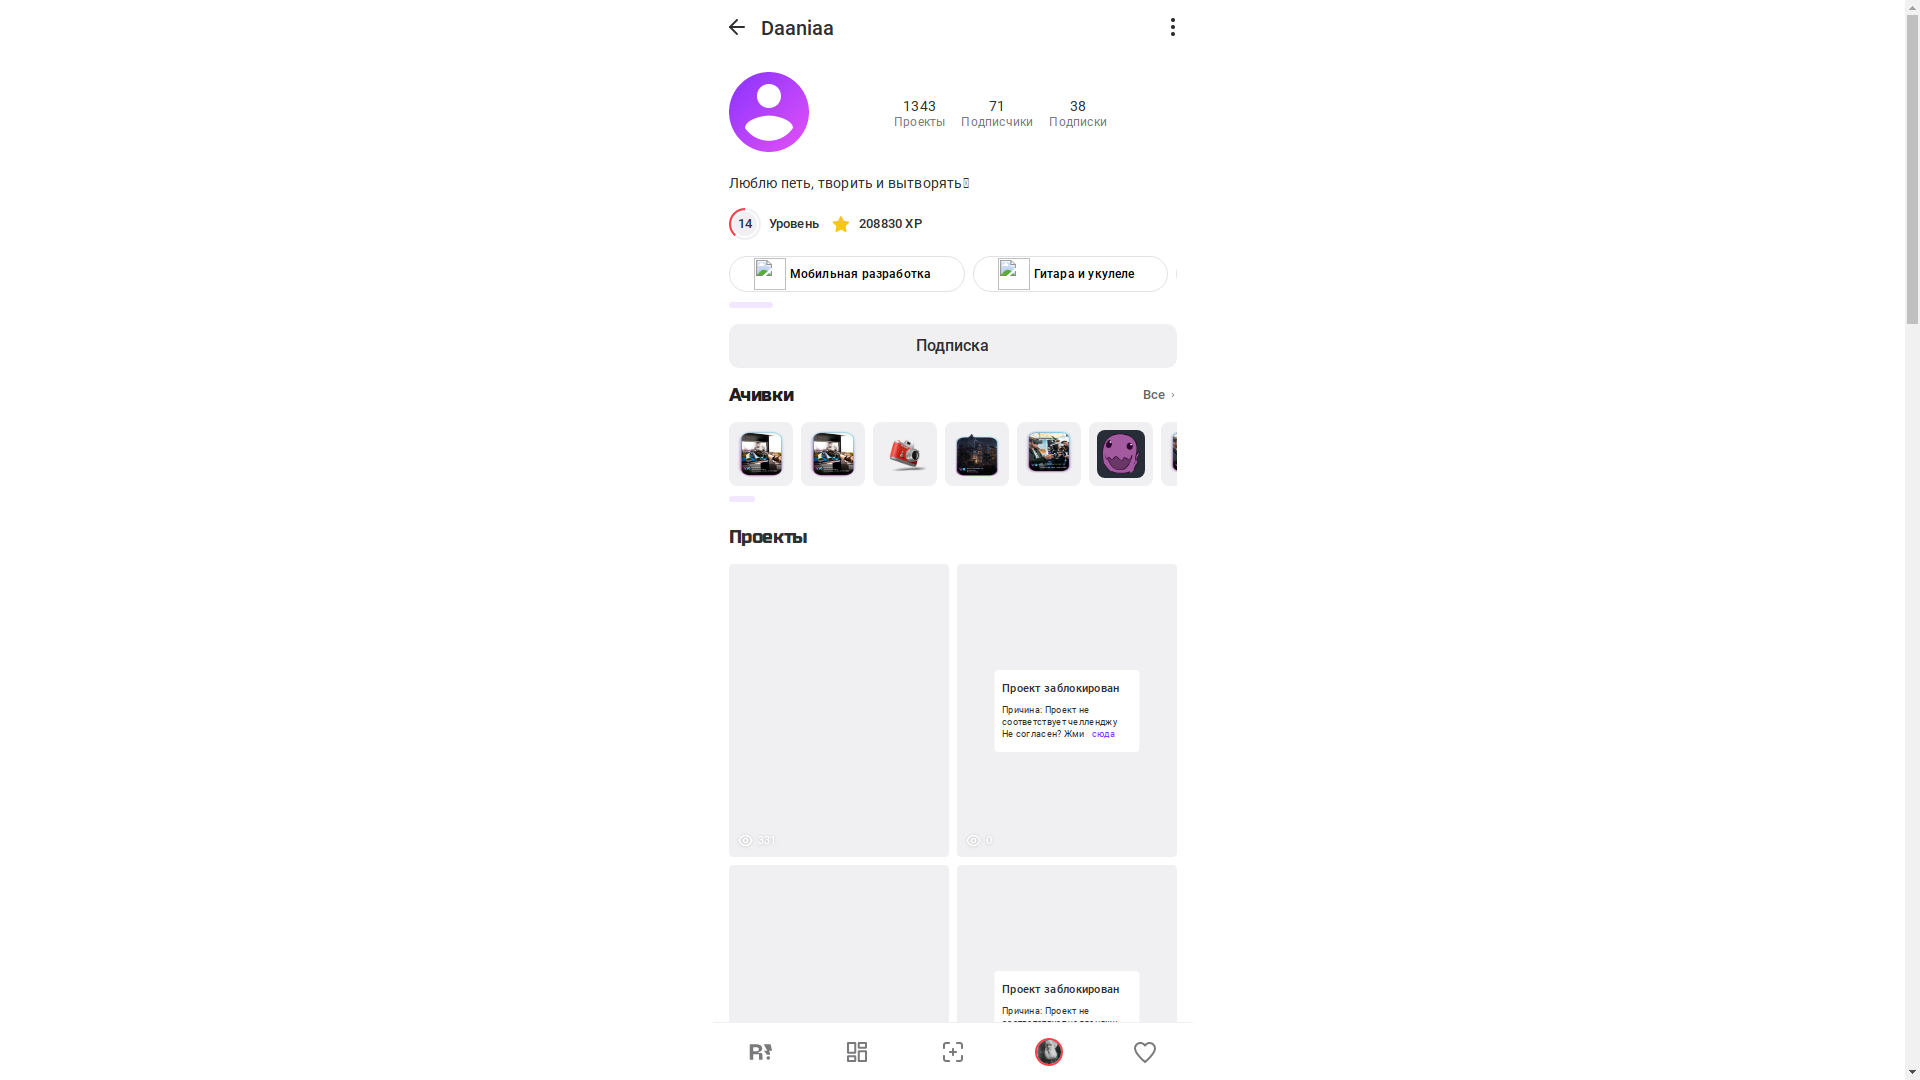 Daaniaa
1343
Проекты
71
Подписчики
38
Подписки
Люблю петь, творить и вытворять
14
Уровень
208830 XP
Мобильная разработка
Гитара и укулеле
Подписка
Ачивки
Все
Проекты
Проект заблокирован
Причина: Проект не
соответствует челленджу
Не согласен? Жми сюда
331
0
Проект заблокирован
Причина: Проект не
R